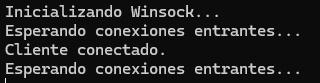 Inicializando Winsock...
Esperando conexiones entrantes...
Cliente conectado.
Esperando conexiones entrantes...